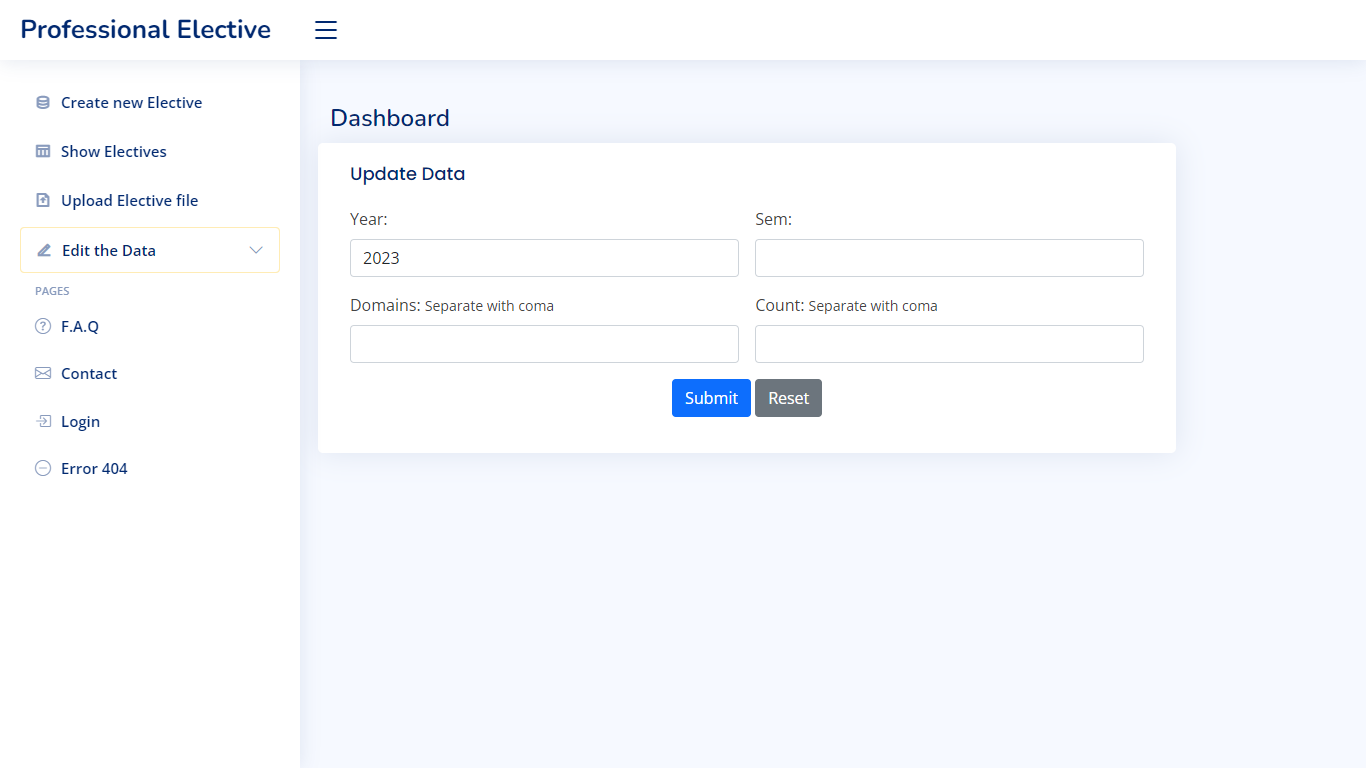 Professional Elective
Create new Elective
Show Electives
Upload Elective file
Edit the Data
PAGES
F.A.Q
Contact
Login
Error 404
Dashboard
Update Data
Year:
Sem:
2023
Domains: Separate with coma
Count: Separate with coma
Submit
Reset